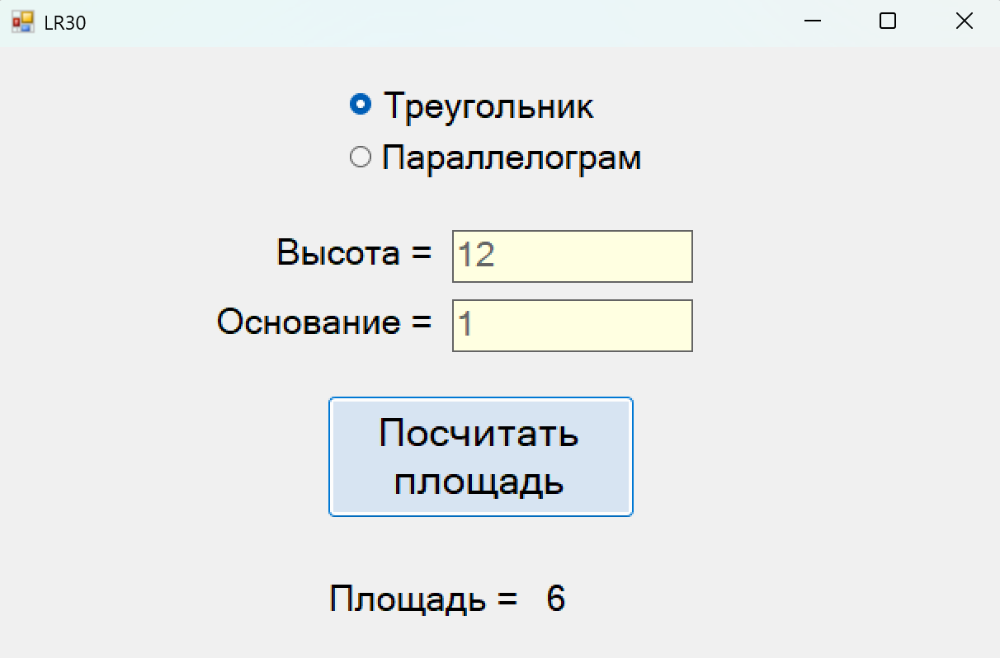 LR30
Треугольник
Параллелограм
Высота = 12
Основание = 1
Посчитать
площадь
Площадь = 6